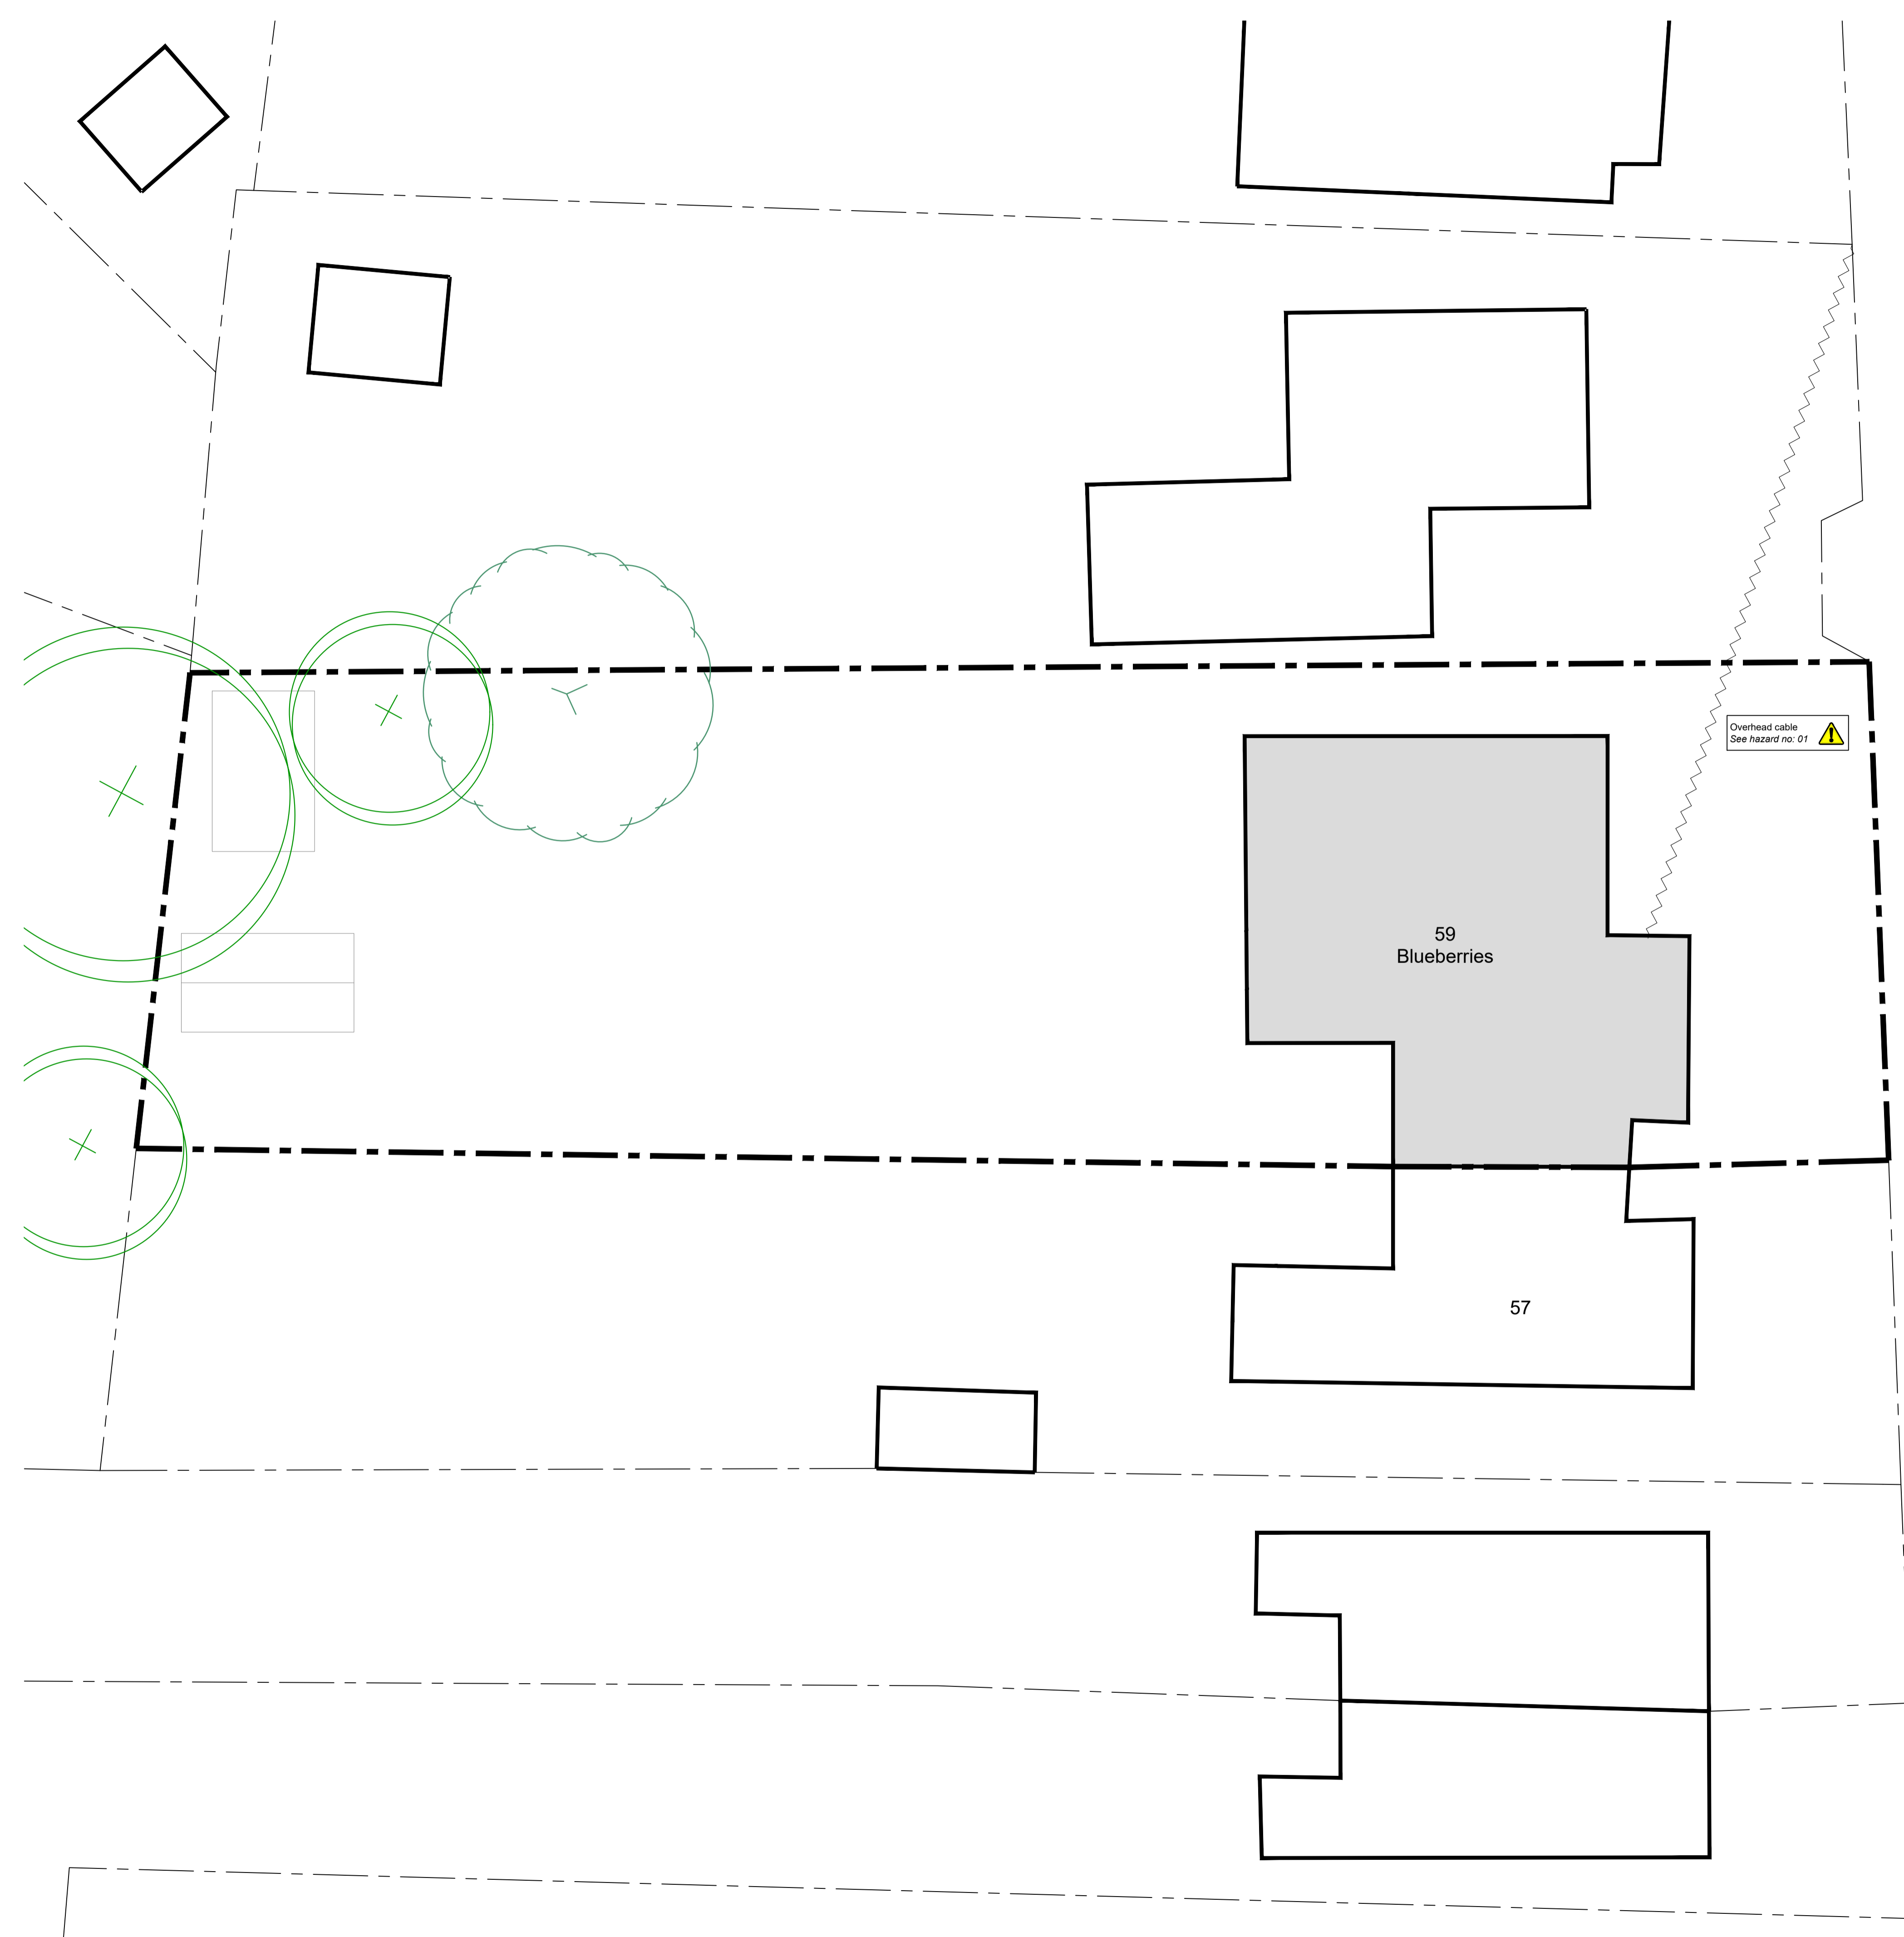 Overhead cable
See hazard no: 01
59
Blueberries
57